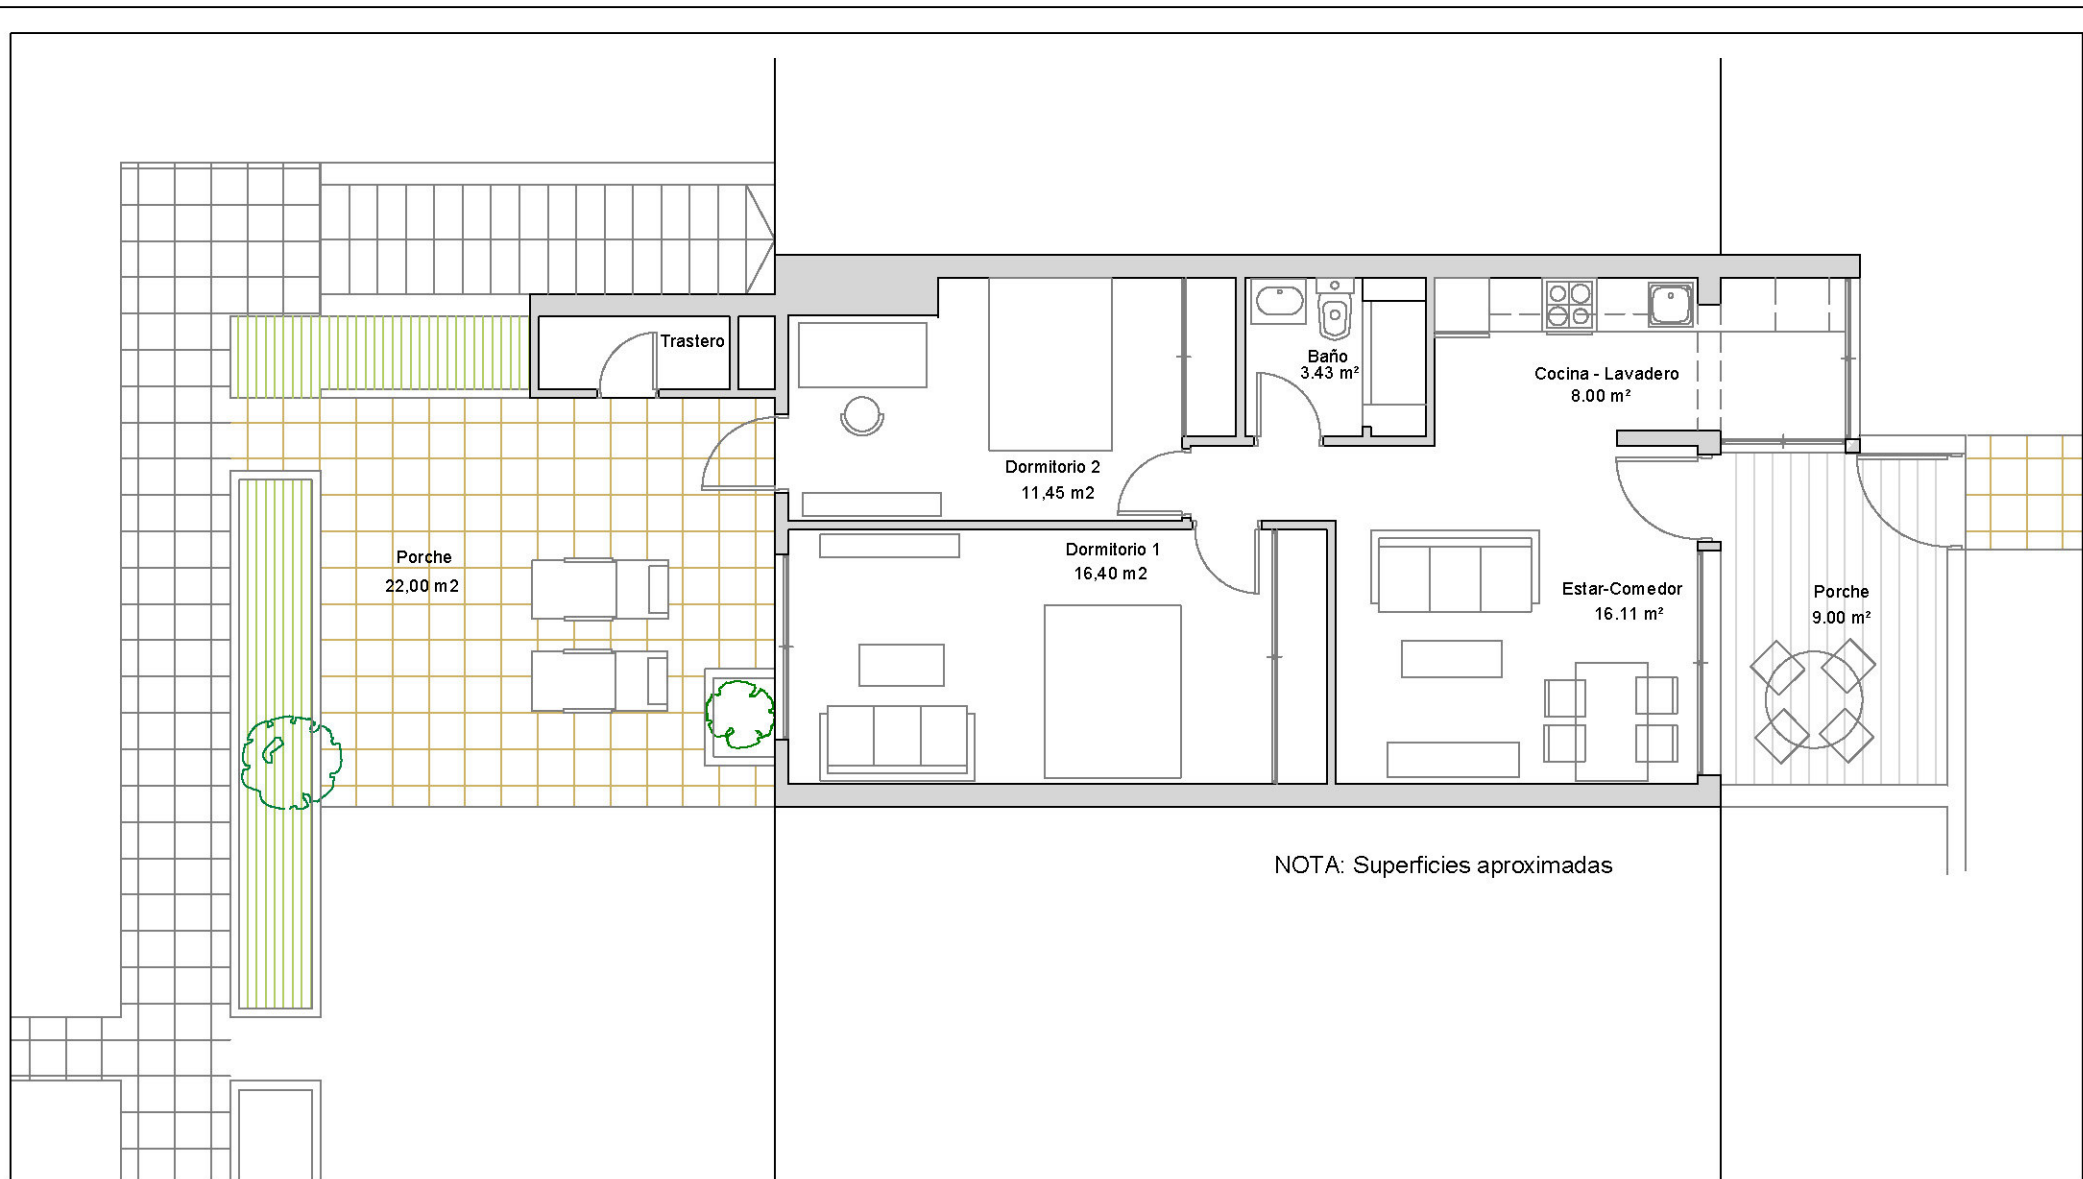 Trastero
Baño
3.43 m²
Cocina - Lavadero
8.00 m²
Dormitorio 2
11,45 m2
Porche
22,00 m2
Dormitorio 1
16,40 m2
Estar-Comedor
16.11 m²
Porche
9.00 m²
NOTA: Superficies aproximadas